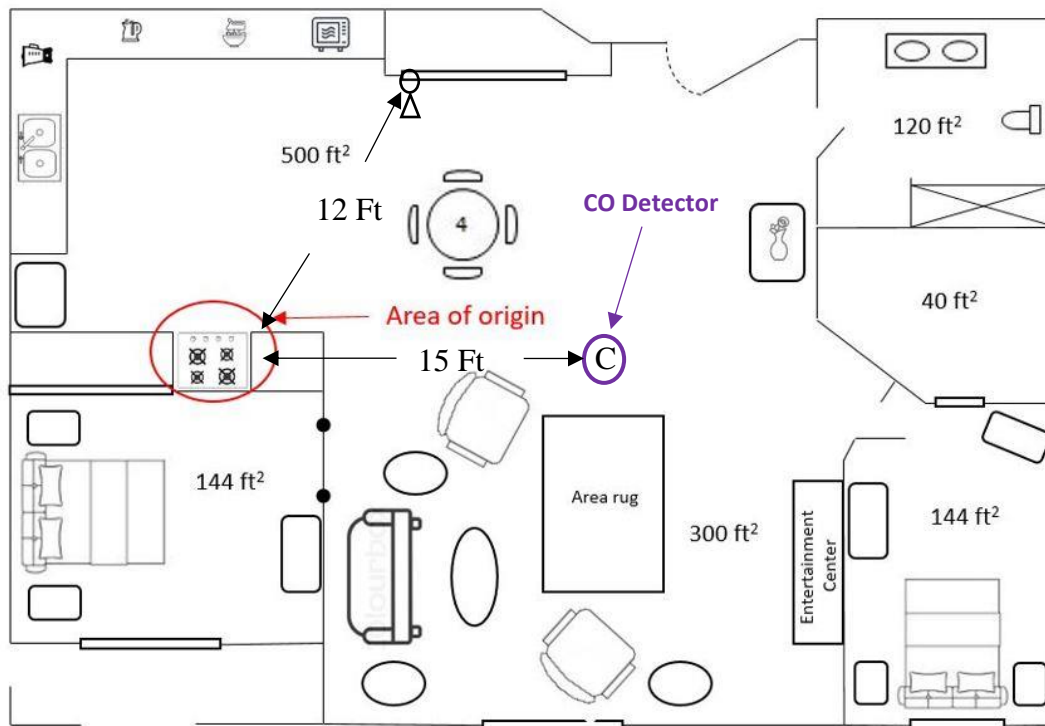 500 ft²
120 ft²
12 Ft
CO Detector
4
40 ft²
Area of origin
15 Ft
C
144 ft²
Area rug
300 ft²
Entertainment
Center
144 ft²